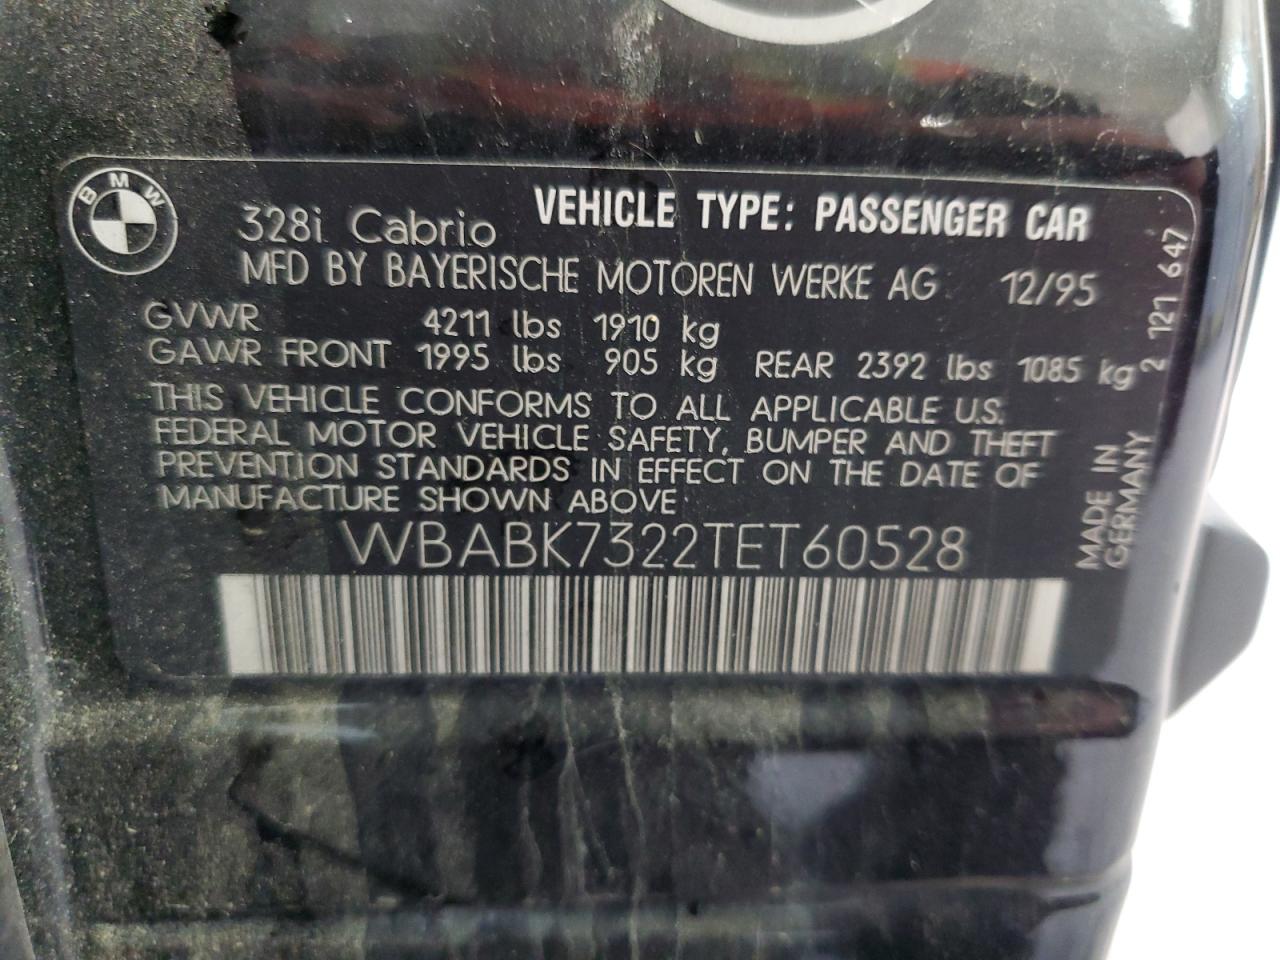 BMW
328i Cabrio VEHICLE TYPE: PASSENGER CAR
MFD BY BAYERISCHE MOTOREN WERKE AG 12/95
GVWR 4211 lbs 1910 kg
GAWR FRONT 1995 lbs 905 kg REAR 2392 lbs 1085 kg
THIS VEHICLE CONFORMS TO ALL APPLICABLE U.S.
FEDERAL MOTOR VEHICLE SAFETY, BUMPER AND THEFT
PREVENTION STANDARDS IN EFFECT ON THE DATE OF
MANUFACTURE SHOWN ABOVE
WBABK7322TET60528
MADE IN
GERMANY
2 121 647